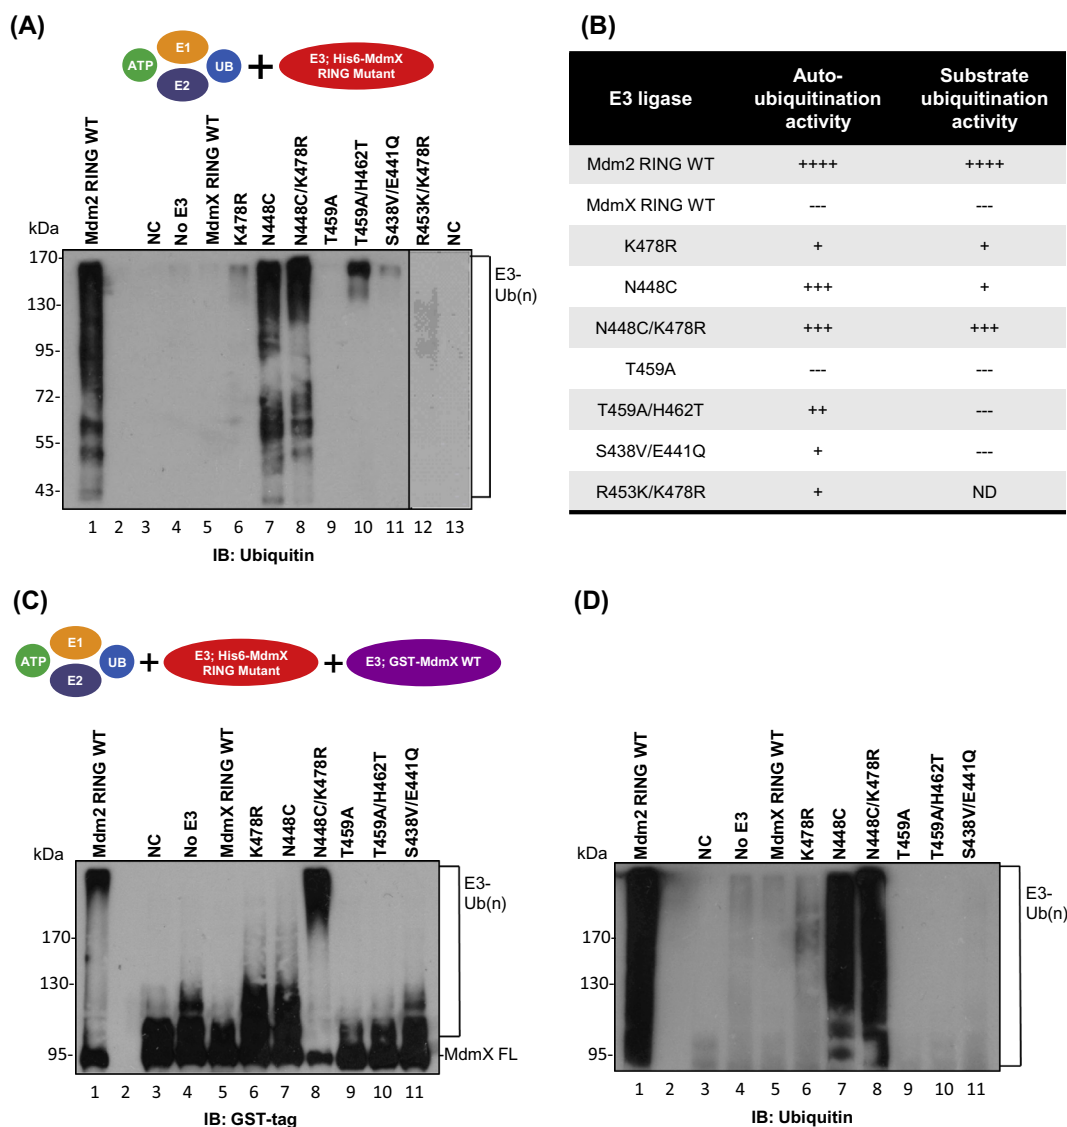 (A)
ATP E1 E2 UB + E3; His6-MdmX
RING Mutant
kDa
Mdm2 RING WT
NC
No E3
MdmX RING WT
K478R
N448C
N448C/K478R
T459A
T459A/H462T
S438V/E441Q
R453K/K478R
NC
170-
130-
95-
72-
55-
43-
E3-
Ub(n)
1 2 3 4 5 6 7 8 9 10 11 12 13
IB: Ubiquitin
(B)
E3 ligase Auto-ubiquitination activity Substrate ubiquitination activity
Mdm2 RING WT ++++ ++++
MdmX RING WT --- ---
K478R + +
N448C +++ +
N448C/K478R +++ +++
T459A --- ---
T459A/H462T ++ ---
S438V/E441Q + ---
R453K/K478R + ND
(C)
ATP E1 E2 UB + E3; His6-MdmX
RING Mutant + E3; GST-MdmX WT
kDa
Mdm2 RING WT
NC
No E3
MdmX RING WT
K478R
N448C
N448C/K478R
T459A
T459A/H462T
S438V/E441Q
170-
130-
95-
E3-
Ub(n)
-MdmX FL
1 2 3 4 5 6 7 8 9 10 11
IB: GST-tag
(D)
kDa
Mdm2 RING WT
NC
No E3
MdmX RING WT
K478R
N448C
N448C/K478R
T459A
T459A/H462T
S438V/E441Q
170-
130-
95-
E3-
Ub(n)
1 2 3 4 5 6 7 8 9 10 11
IB: Ubiquitin